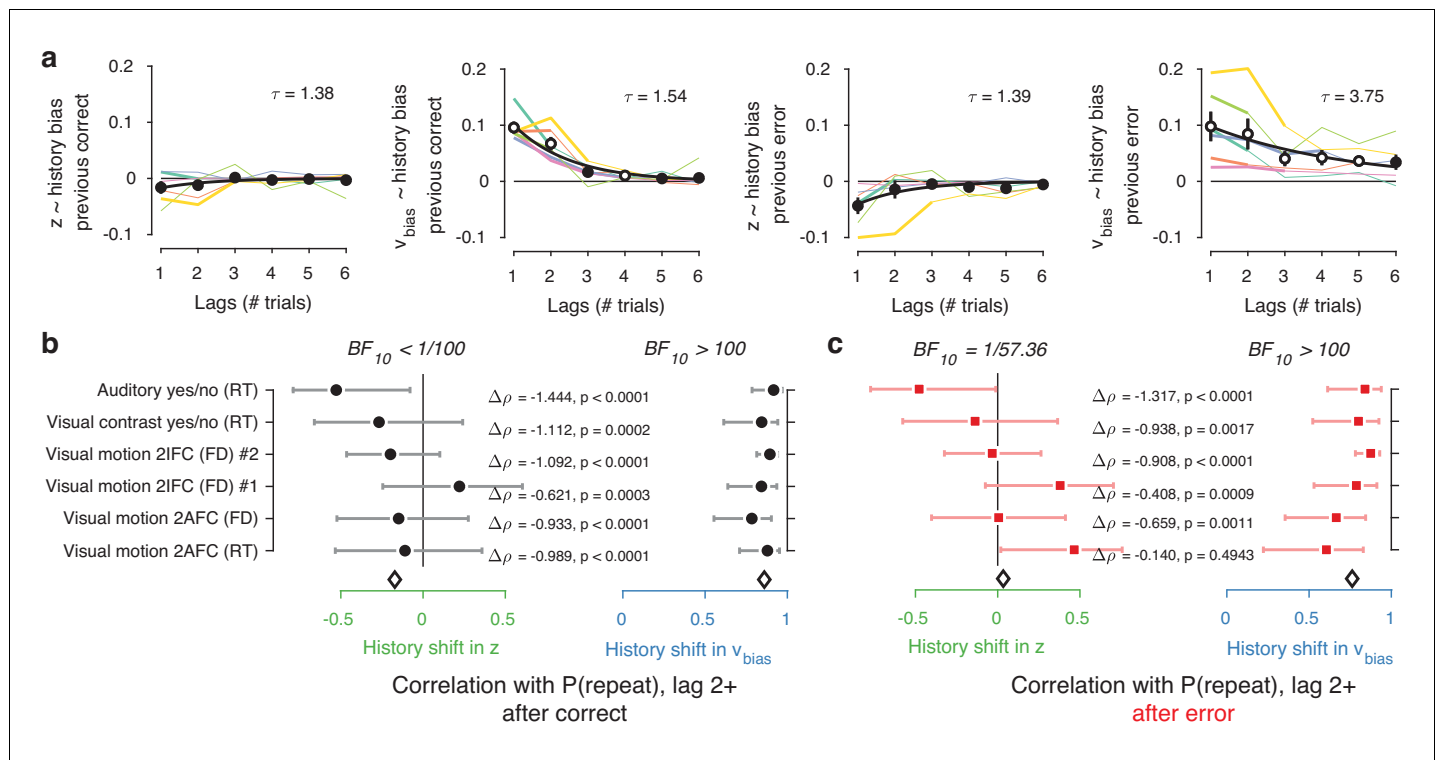 a
0.2
0.1
0
-0.1
z ~ history bias
previous correct
τ = 1.38
1 2 3 4 5 6
Lags (# trials)
0.2
0.1
0
-0.1
v_bias ~ history bias
previous correct
τ = 1.54
1 2 3 4 5 6
Lags (# trials)
0.2
0.1
0
-0.1
z ~ history bias
previous error
τ = 1.39
1 2 3 4 5 6
Lags (# trials)
0.2
0.1
0
-0.1
v_bias ~ history bias
previous error
τ = 3.75
1 2 3 4 5 6
Lags (# trials)
b
BF_10 < 1/100
BF_10 > 100
Auditory yes/no (RT)
Δρ = -1.444, p < 0.0001
Visual contrast yes/no (RT)
Δρ = -1.112, p = 0.0002
Visual motion 2IFC (FD) #2
Δρ = -1.092, p < 0.0001
Visual motion 2IFC (FD) #1
Δρ = -0.621, p = 0.0003
Visual motion 2AFC (FD)
Δρ = -0.933, p < 0.0001
Visual motion 2AFC (RT)
Δρ = -0.989, p < 0.0001
-0.5 0 0.5
History shift in z
0 0.5 1
History shift in v_bias
Correlation with P(repeat), lag 2+
after correct
c
BF_10 = 1/57.36
BF_10 > 100
Δρ = -1.317, p < 0.0001
Δρ = -0.938, p = 0.0017
Δρ = -0.908, p < 0.0001
Δρ = -0.408, p = 0.0009
Δρ = -0.659, p = 0.0011
Δρ = -0.140, p = 0.4943
-0.5 0 0.5
History shift in z
0 0.5 1
History shift in v_bias
Correlation with P(repeat), lag 2+
after error